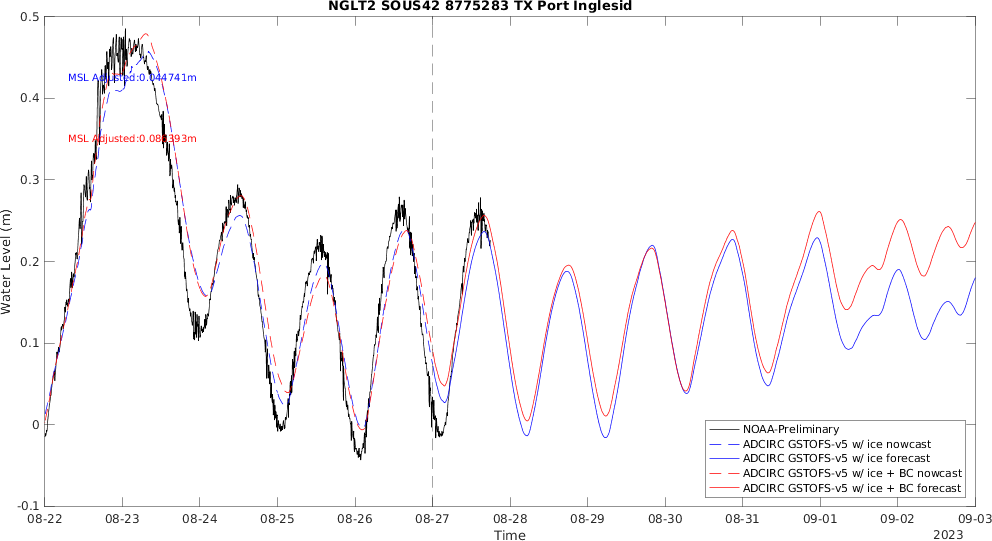 NGLT2 SOUS42 8775283 TX Port Inglesid
0.5
0.4
0.3
0.2
0.1
0
-0.1
Water Level (m)
MSL Adjusted:0.044741m
MSL
NOAA-Preliminary
ADCIRC GSTOFS-v5 w/ ice nowcast
ADCIRC GSTOFS-v5 w/ ice forecast
ADCIRC GSTOFS-v5 w/ ice + BC nowcast
ADCIRC GSTOFS-v5 w/ ice + BC forecast
08-22 08-23 08-24 08-25 08-26 08-27 08-28 08-29 08-30 08-31 09-01 09-02 09-03
Time
2023